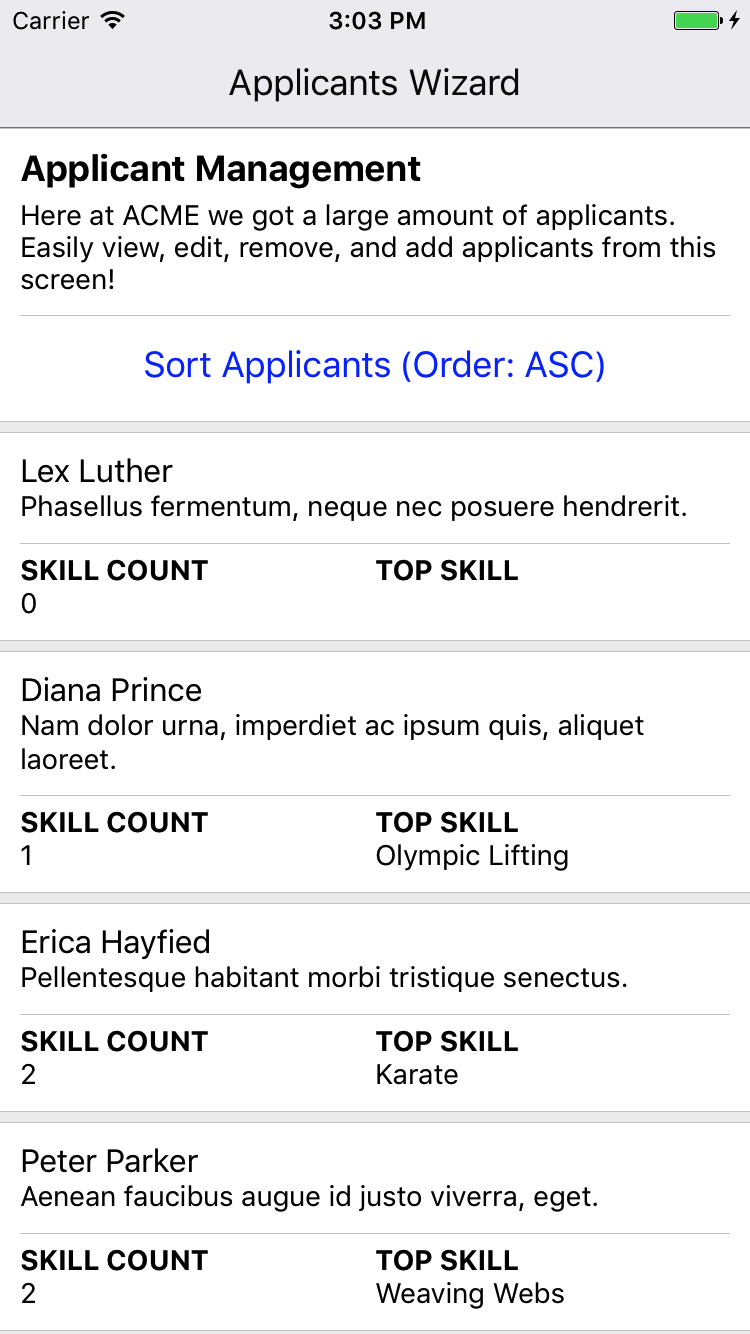 Carrier
3:03 PM
Applicants Wizard
Applicant Management
Here at ACME we got a large amount of applicants.
Easily view, edit, remove, and add applicants from this
screen!
Sort Applicants (Order: ASC)
Lex Luther
Phasellus fermentum, neque nec posuere hendrerit.
SKILL COUNT
TOP SKILL
0
Diana Prince
Nam dolor urna, imperdiet ac ipsum quis, aliquet
laoreet.
SKILL COUNT
TOP SKILL
1
Olympic Lifting
Erica Hayfied
Pellentesque habitant morbi tristique senectus.
SKILL COUNT
TOP SKILL
2
Karate
Peter Parker
Aenean faucibus augue id justo viverra, eget.
SKILL COUNT
TOP SKILL
2
Weaving Webs